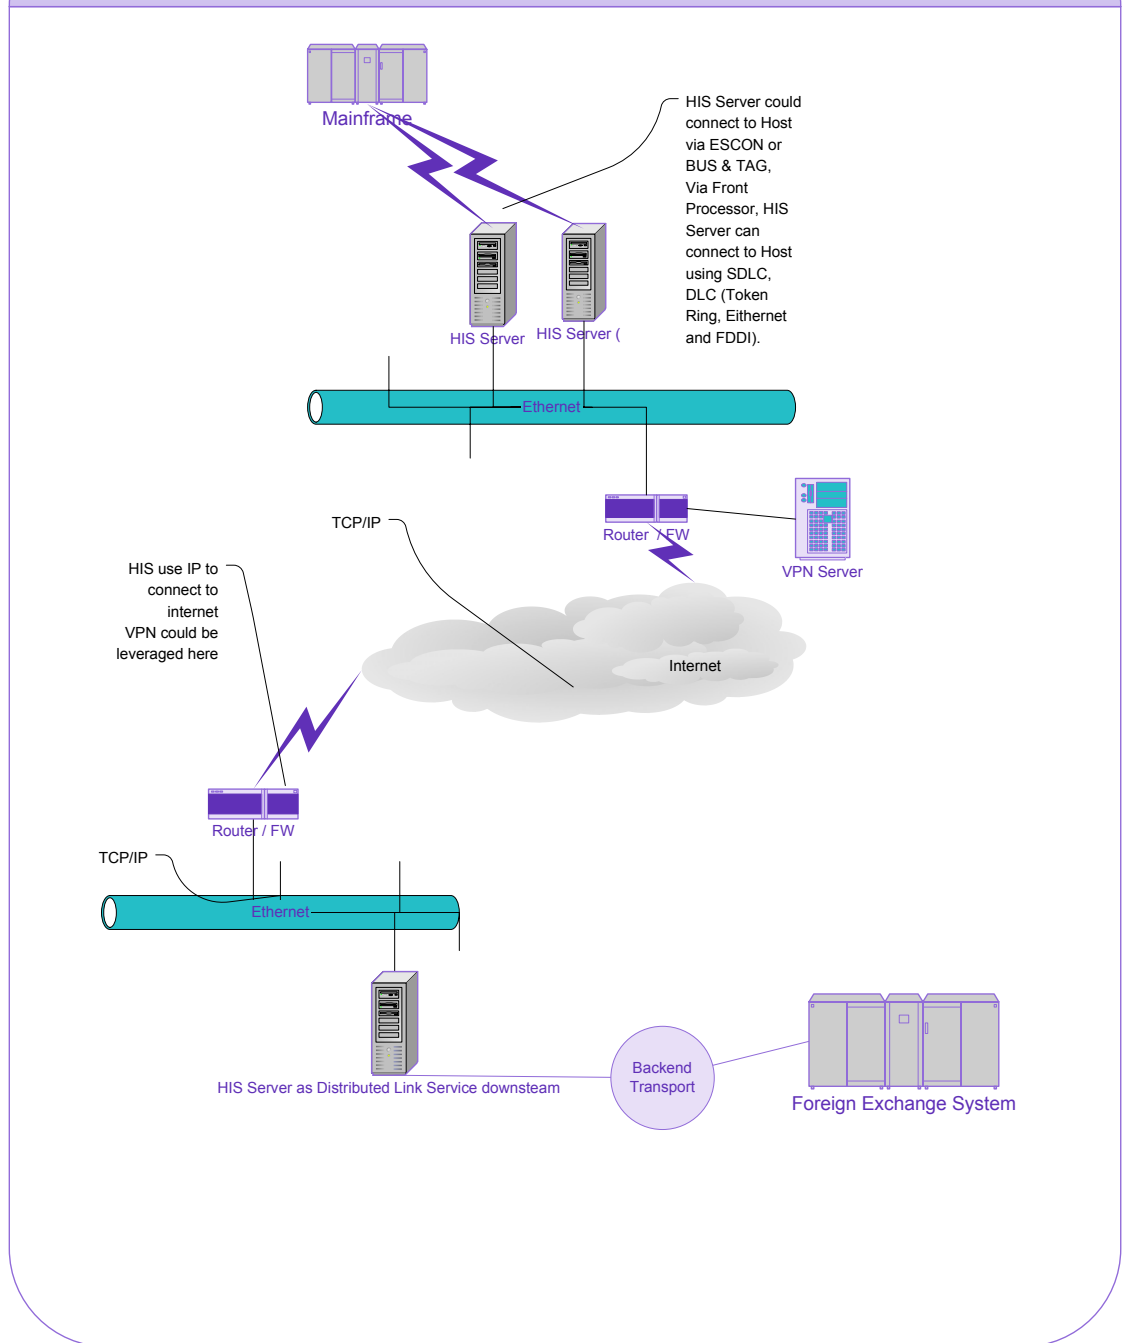 Mainframe
HIS Server could
connect to Host
via ESCON or
BUS & TAG,
Via Front
Processor, HIS
Server can
connect to Host
using SDLC,
DLC (Token
Ring, Eithernet
and FDDI).
HIS Server
HIS Server (
Ethernet
Router / FW
VPN Server
TCP/IP
HIS use IP to
connect to
internet
VPN could be
leveraged here
Internet
Router / FW
TCP/IP
Ethernet
HIS Server as Distributed Link Service downsteam
Backend
Transport
Foreign Exchange System